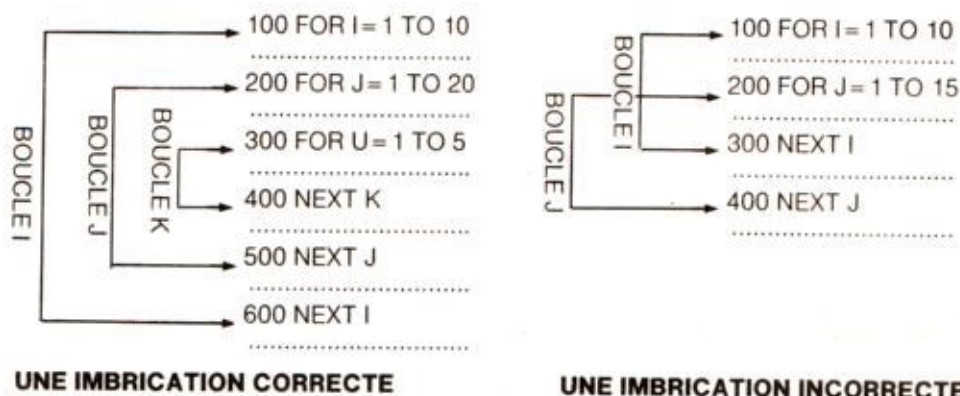 100 FOR I = 1 TO 10
200 FOR J = 1 TO 20
300 FOR U = 1 TO 5
400 NEXT K
500 NEXT J
600 NEXT I
BOUCLE I
BOUCLE J
BOUCLE K
UNE IMBRICATION CORRECTE
100 FOR I = 1 TO 10
200 FOR J = 1 TO 15
300 NEXT I
400 NEXT J
BOUCLE J
BOUCLE I
UNE IMBRICATION INCORRECTE